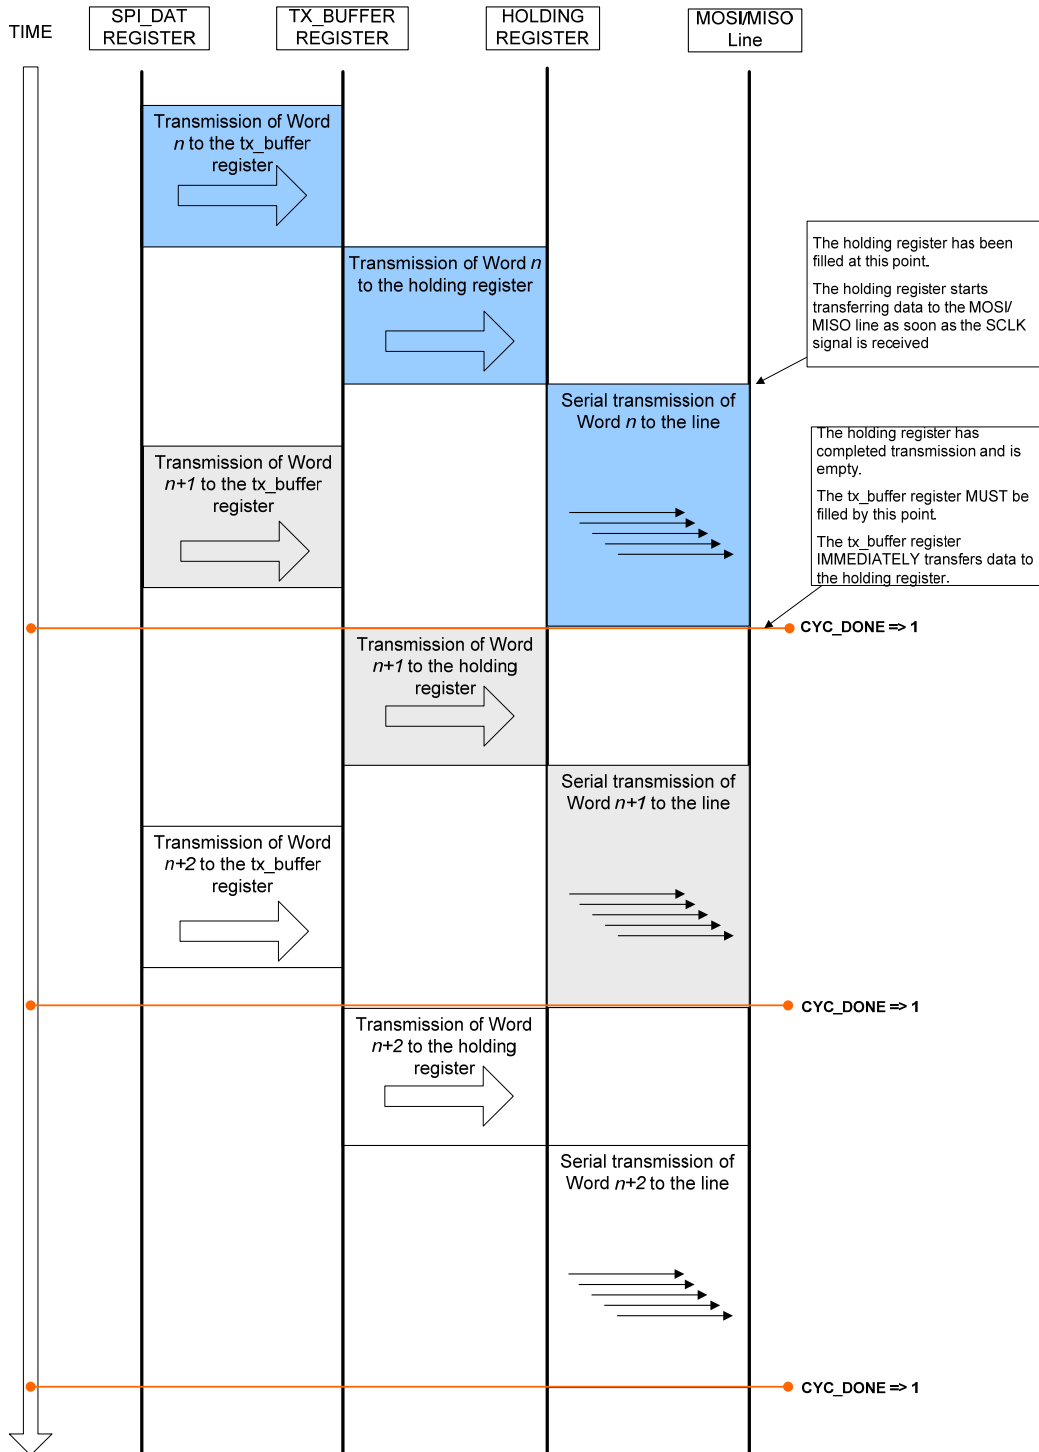 TIME
SPI_DAT
REGISTER
TX_BUFFER
REGISTER
HOLDING
REGISTER
MOSI/MISO
Line
Transmission of Word
n to the tx_buffer
register
Transmission of Word n
to the holding register
The holding register has been
filled at this point.
The holding register starts
transferring data to the MOSI/
MISO line as soon as the SCLK
signal is received
Serial transmission of
Word n to the line
Transmission of Word
n+1 to the tx_buffer
register
The holding register has
completed transmission and is
empty.
The tx_buffer register MUST be
filled by this point.
The tx_buffer register
IMMEDIATELY transfers data to
the holding register.
CYC_DONE => 1
Transmission of Word
n+1 to the holding
register
Serial transmission of
Word n+1 to the line
Transmission of Word
n+2 to the tx_buffer
register
CYC_DONE => 1
Transmission of Word
n+2 to the holding
register
Serial transmission of
Word n+2 to the line
CYC_DONE => 1